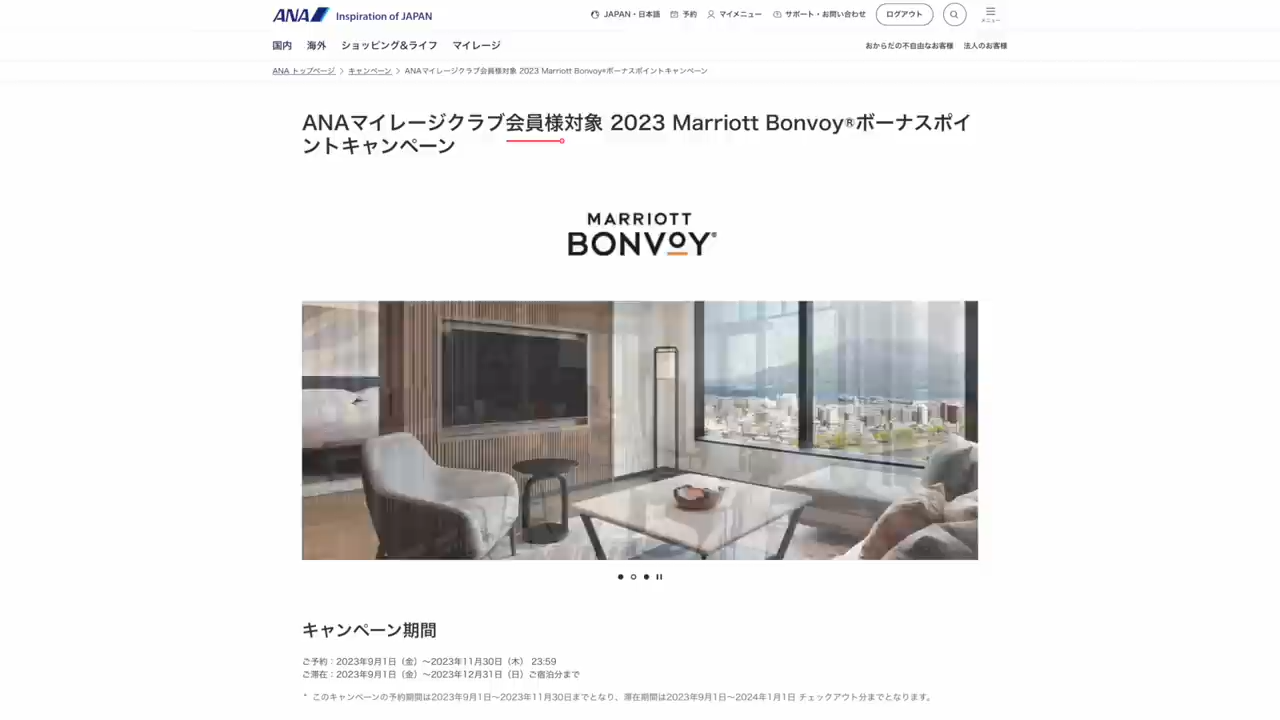 ANA Inspiration of JAPAN
JAPAN・日本語 予約 マイメニュー サポート・お問い合わせ ログアウト メニュー
国内 海外 ショッピング&ライフ マイレージ
おからだの不自由なお客様 法人のお客様
ANA トップページ > キャンペーン > ANAマイレージクラブ会員様対象 2023 Marriott Bonvoy®ボーナスポイントキャンペーン
ANAマイレージクラブ会員様対象 2023 Marriott Bonvoy®ボーナスポイ
ントキャンペーン
MARRIOTT
BONVOY®
キャンペーン期間
ご予約：2023年9月1日（金）～2023年11月30日（木） 23:59
ご滞在：2023年9月1日（金）～2023年12月31日（日）ご宿泊分まで
* このキャンペーンの予約期間は2023年9月1日～2023年11月30日までとなり、滞在期間は2023年9月1日～2024年1月1日 チェックアウト分までとなります。